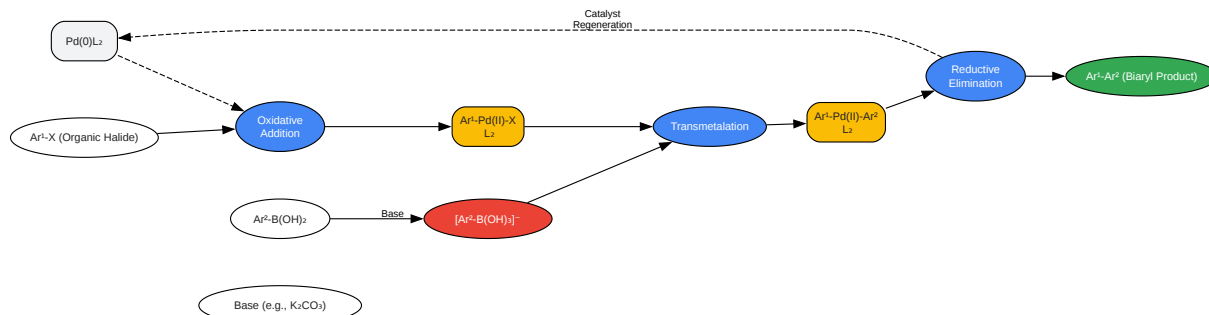 Catalyst
Regeneration
Pd(0)L₂
Reductive
Elimination
Ar¹-Ar² (Biaryl Product)
Oxidative
Addition
Ar¹-X (Organic Halide)
Ar¹-Pd(II)-X
L₂
Transmetalation
Ar¹-Pd(II)-Ar²
L₂
Ar²-B(OH)₂
Base
[Ar²-B(OH)₃]⁻
Base (e.g., K₂CO₃)